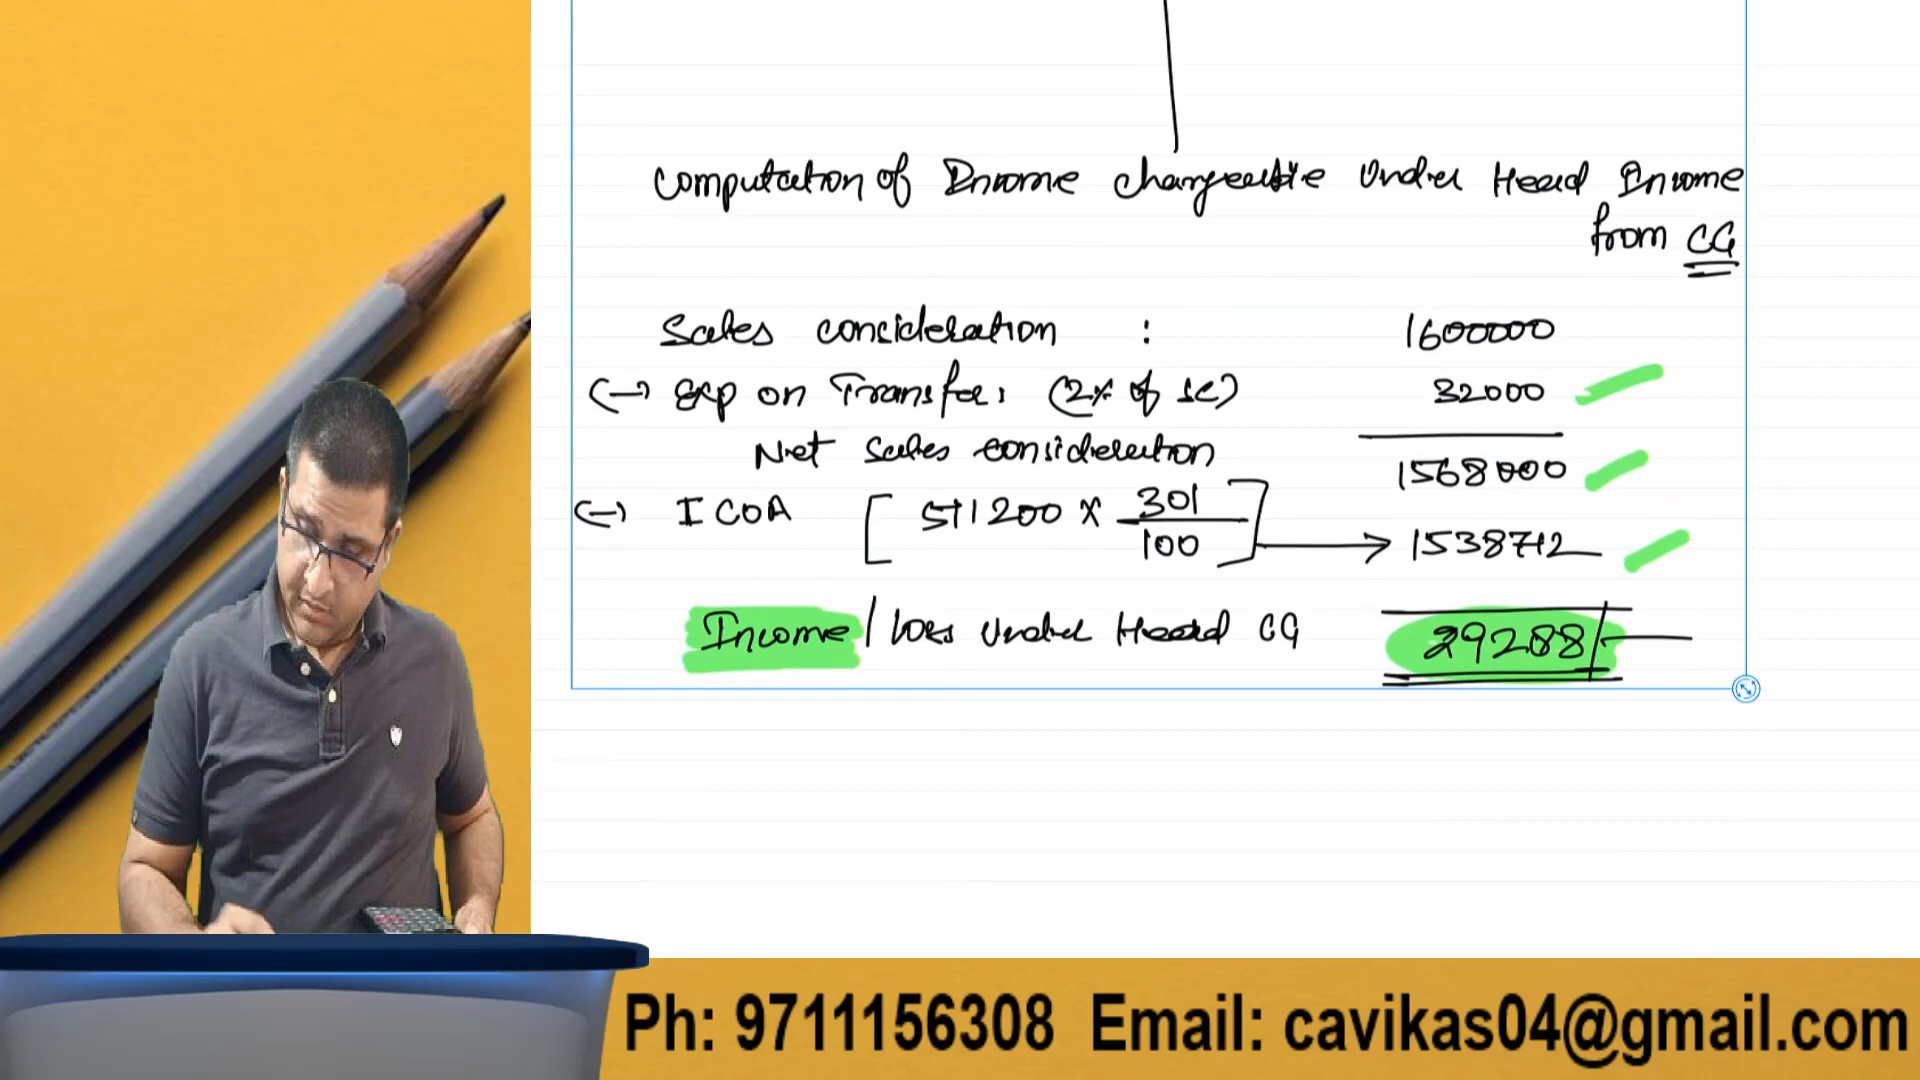 Computation of Income chargeable Under Head Income
from CG
Sales consideration : 1600000
(-) Exp on Transfer: (2% of SC) 32000
Net Sales consideration 1568000
(-) ICOA [511200 × 301/100] → 1538712
Income / loss Under Head CG 29288/-
Ph: 9711156308 Email: cavikas04@gmail.com